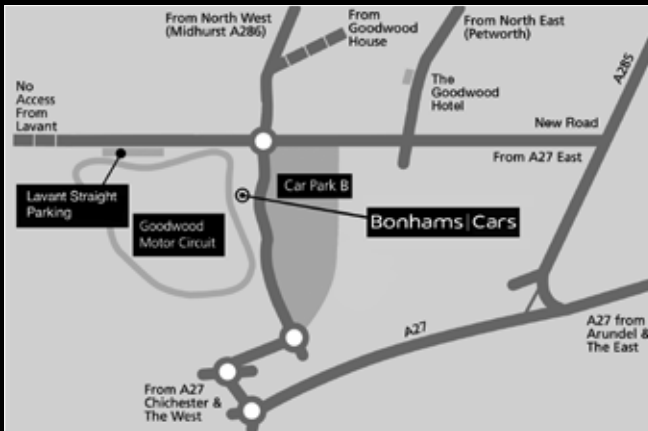 From North West
(Midhurst A286)
From
Goodwood
House
From North East
(Petworth)
A285
The
Goodwood
Hotel
No
Access
From
Lavant
New Road
From A27 East
Lavant Straight
Parking
Car Park B
Goodwood
Motor Circuit
Bonhams|Cars
A27
A27 from
Arundel &
The East
From A27
Chichester &
The West